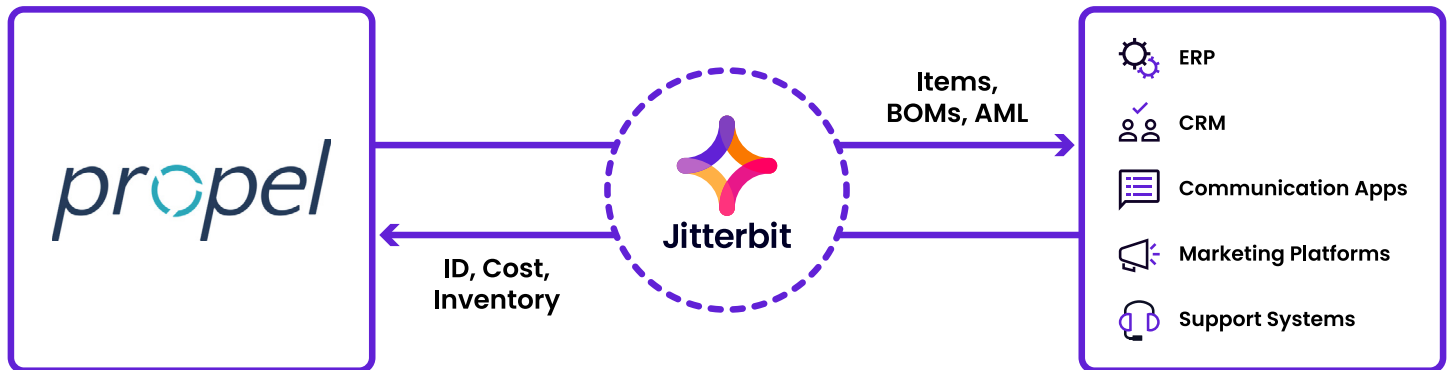 propel
Items,
BOMs, AML
Jitterbit
ID, Cost,
Inventory
ERP
CRM
Communication Apps
Marketing Platforms
Support Systems